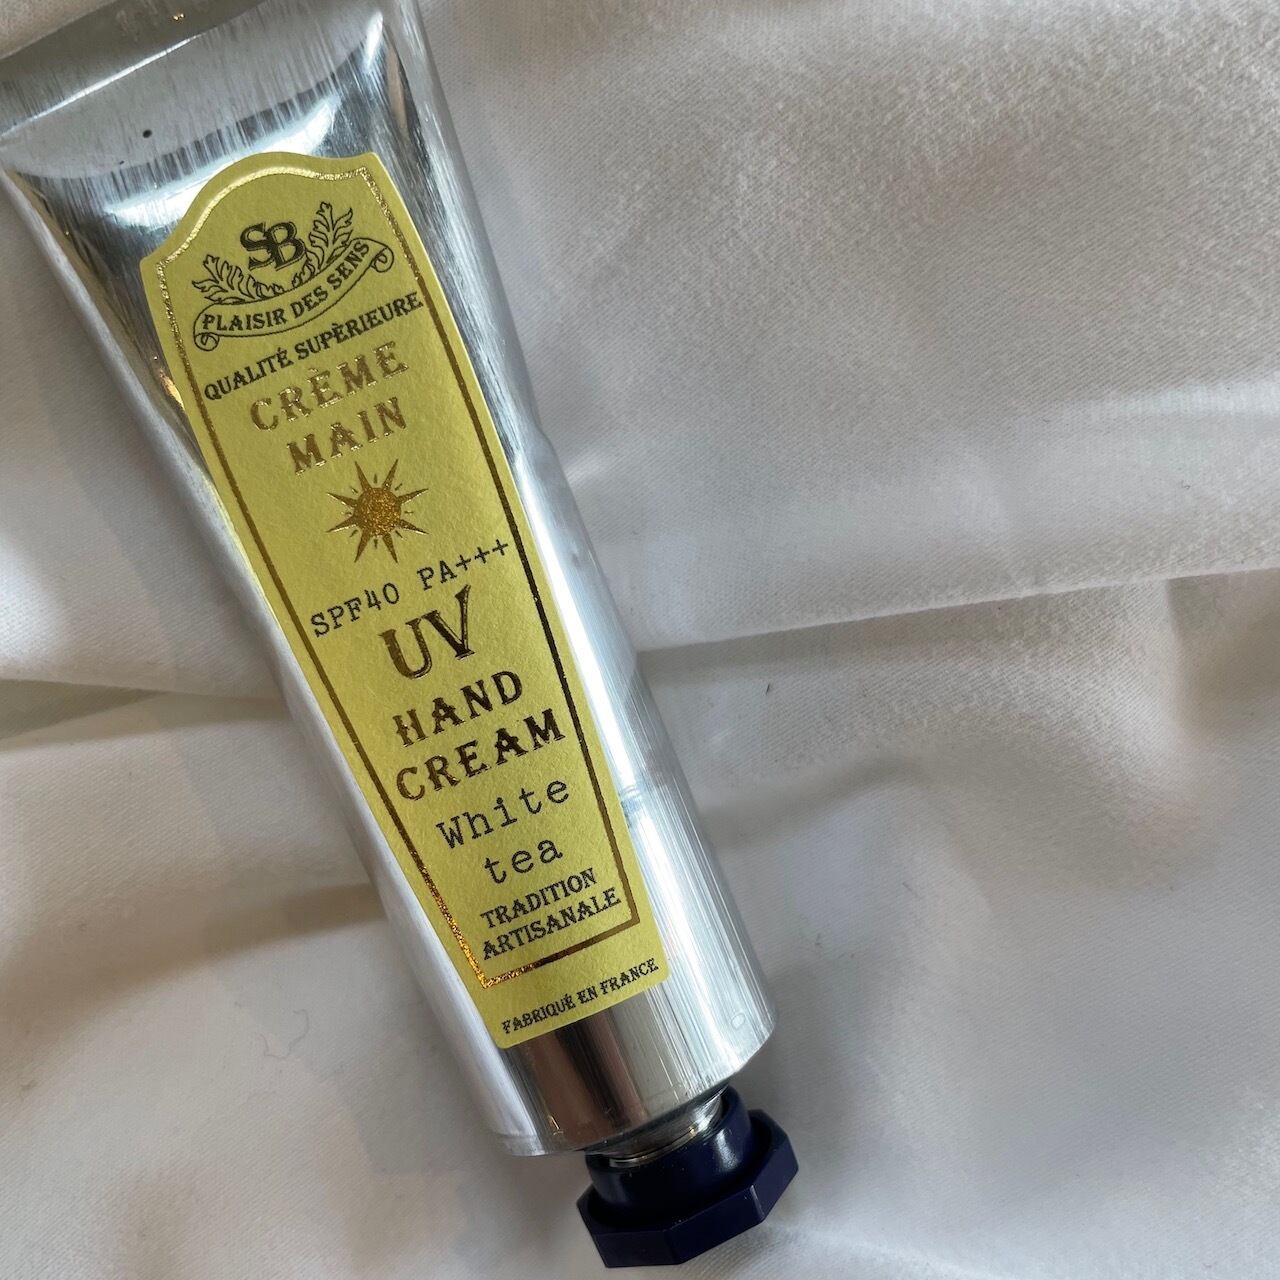 SB
PLAISIR DES SENS
QUALITÉ SUPÈRIEURE
CRÈME
MAIN
SPF40 PA+++
UV
HAND
CREAM
White
tea
TRADITION
ARTISANALE
FABRIQUÉ EN FRANCE